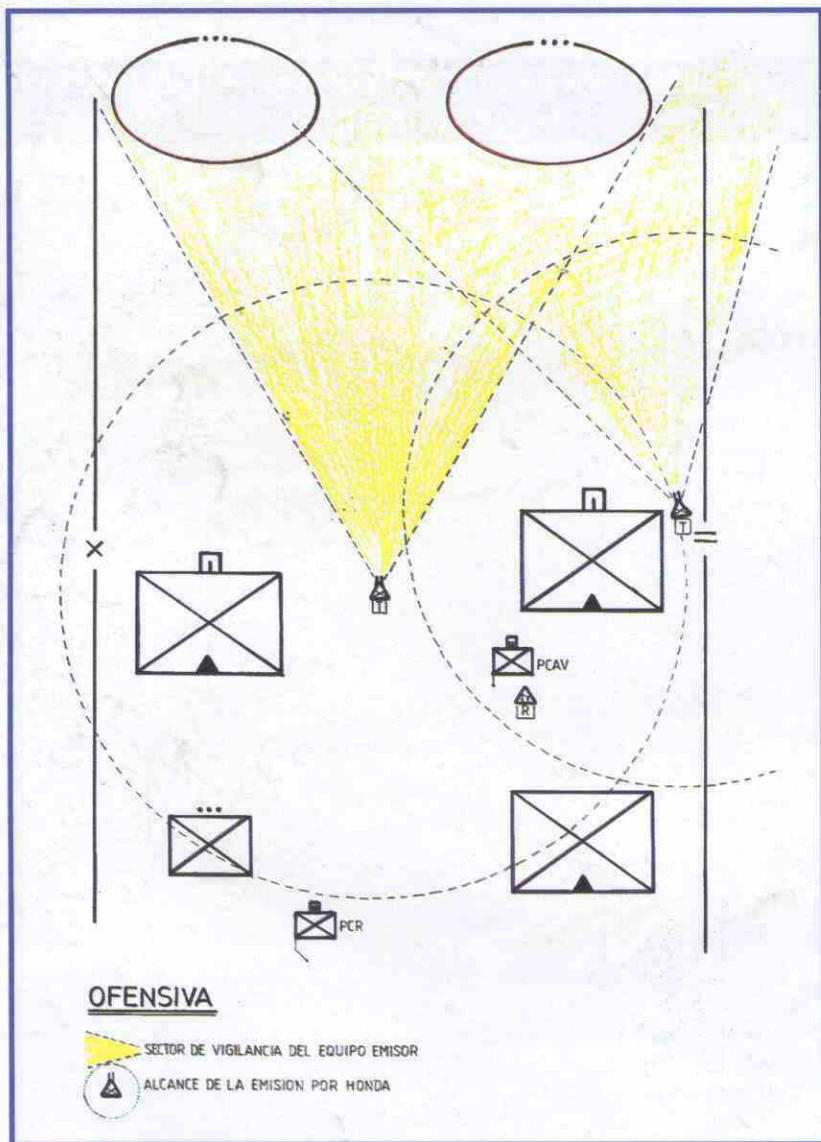 T
T
PCAV
R
PCR
OFENSIVA
SECTOR DE VIGILANCIA DEL EQUIPO EMISOR
ALCANCE DE LA EMISION POR HONDA